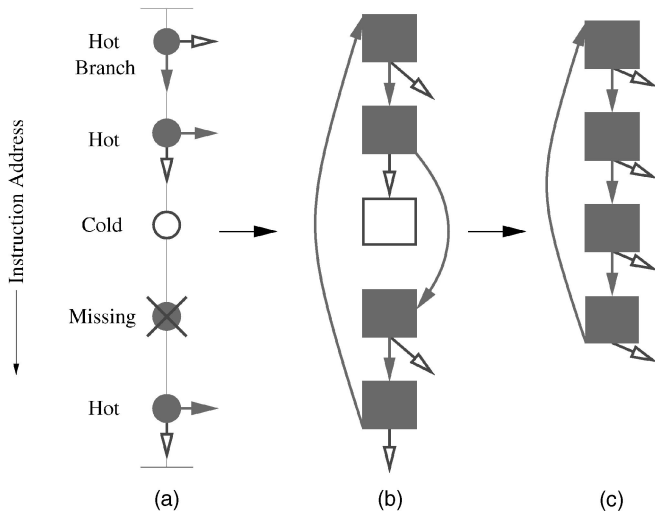 Hot
Branch
Hot
Cold
Missing
Hot
Instruction Address
(a)
(b)
(c)